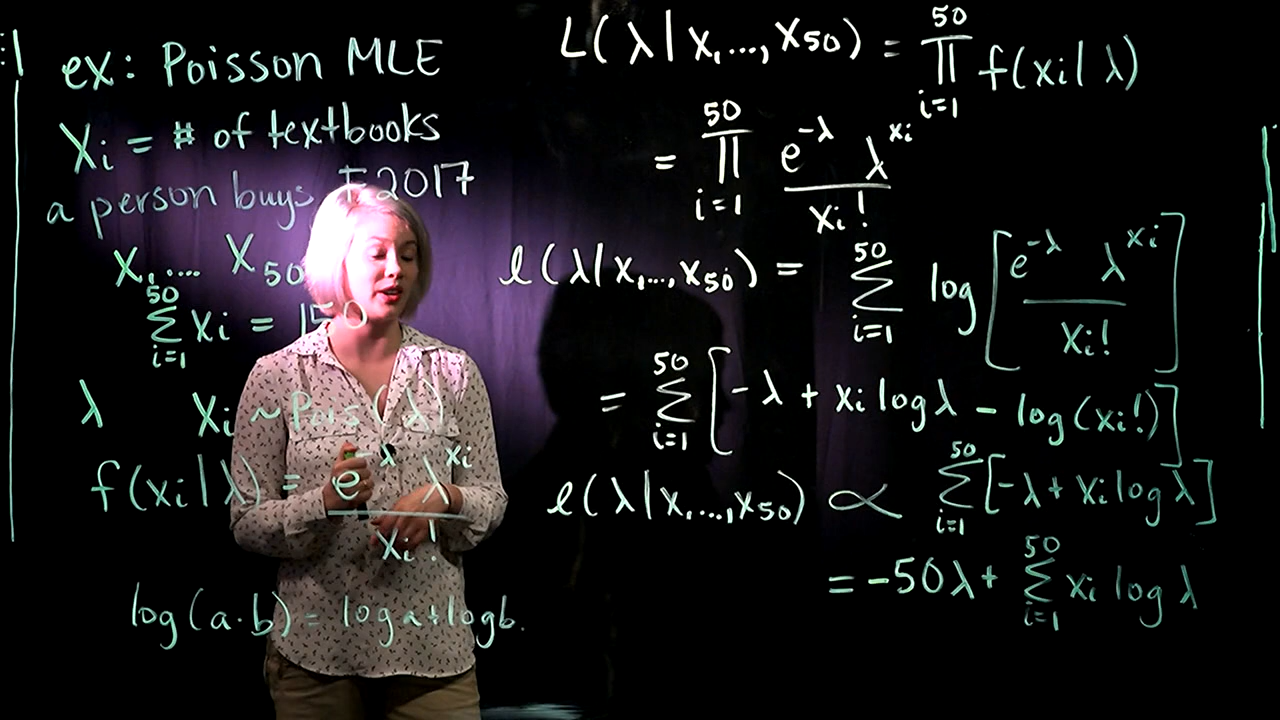 ex: Poisson MLE
Xi = # of textbooks
a person buys F2017
X1, .... X50
50 Σ i=1 xi = 150
λ Xi ~ Pois(λ)
f(xi|λ) = e^-λ λ^xi / xi!
log(a·b) = log a + log b.
L(λ|X1,...,X50) = 50 Π i=1 f(xi|λ)
= 50 Π i=1 e^-λ λ^xi / xi!
l(λ|X1,...,X50) = 50 Σ i=1 log[e^-λ λ^xi / xi!]
= 50 Σ i=1 [-λ + xi log λ - log(xi!)]
l(λ|X1,...,X50) ∝ 50 Σ i=1 [-λ + xi log λ]
= -50λ + 50 Σ i=1 xi log λ